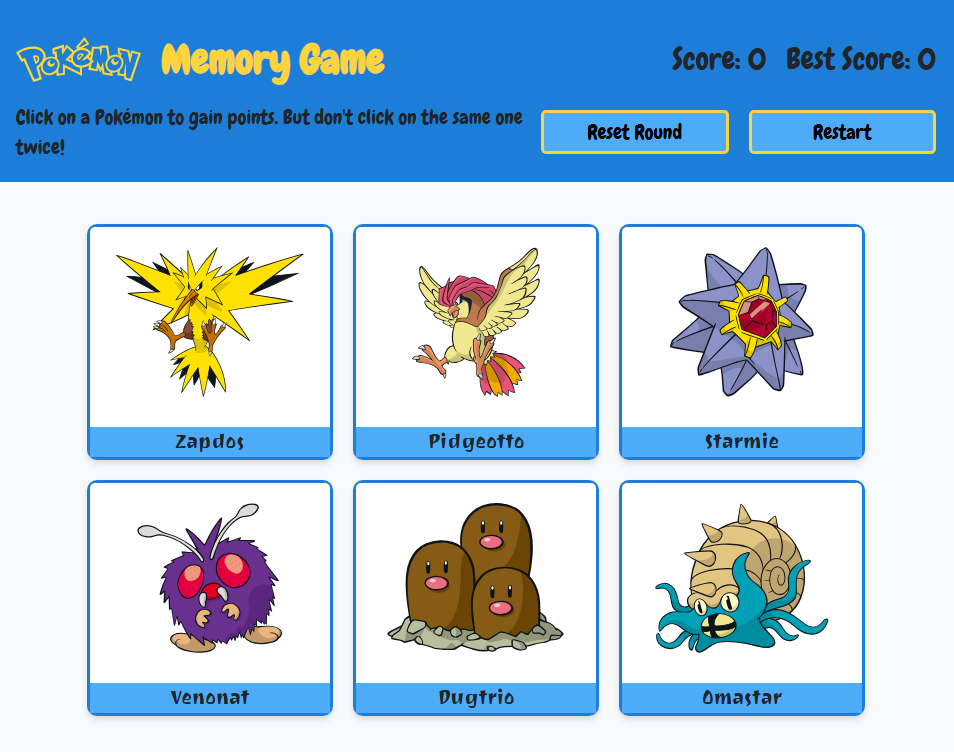 POKéMON Memory Game
Score: 0 Best Score: 0
Click on a Pokémon to gain points. But don't click on the same one
twice!
Reset Round
Restart
Zapdos
Pidgeotto
Starmie
Venonat
Dugtrio
Omastar